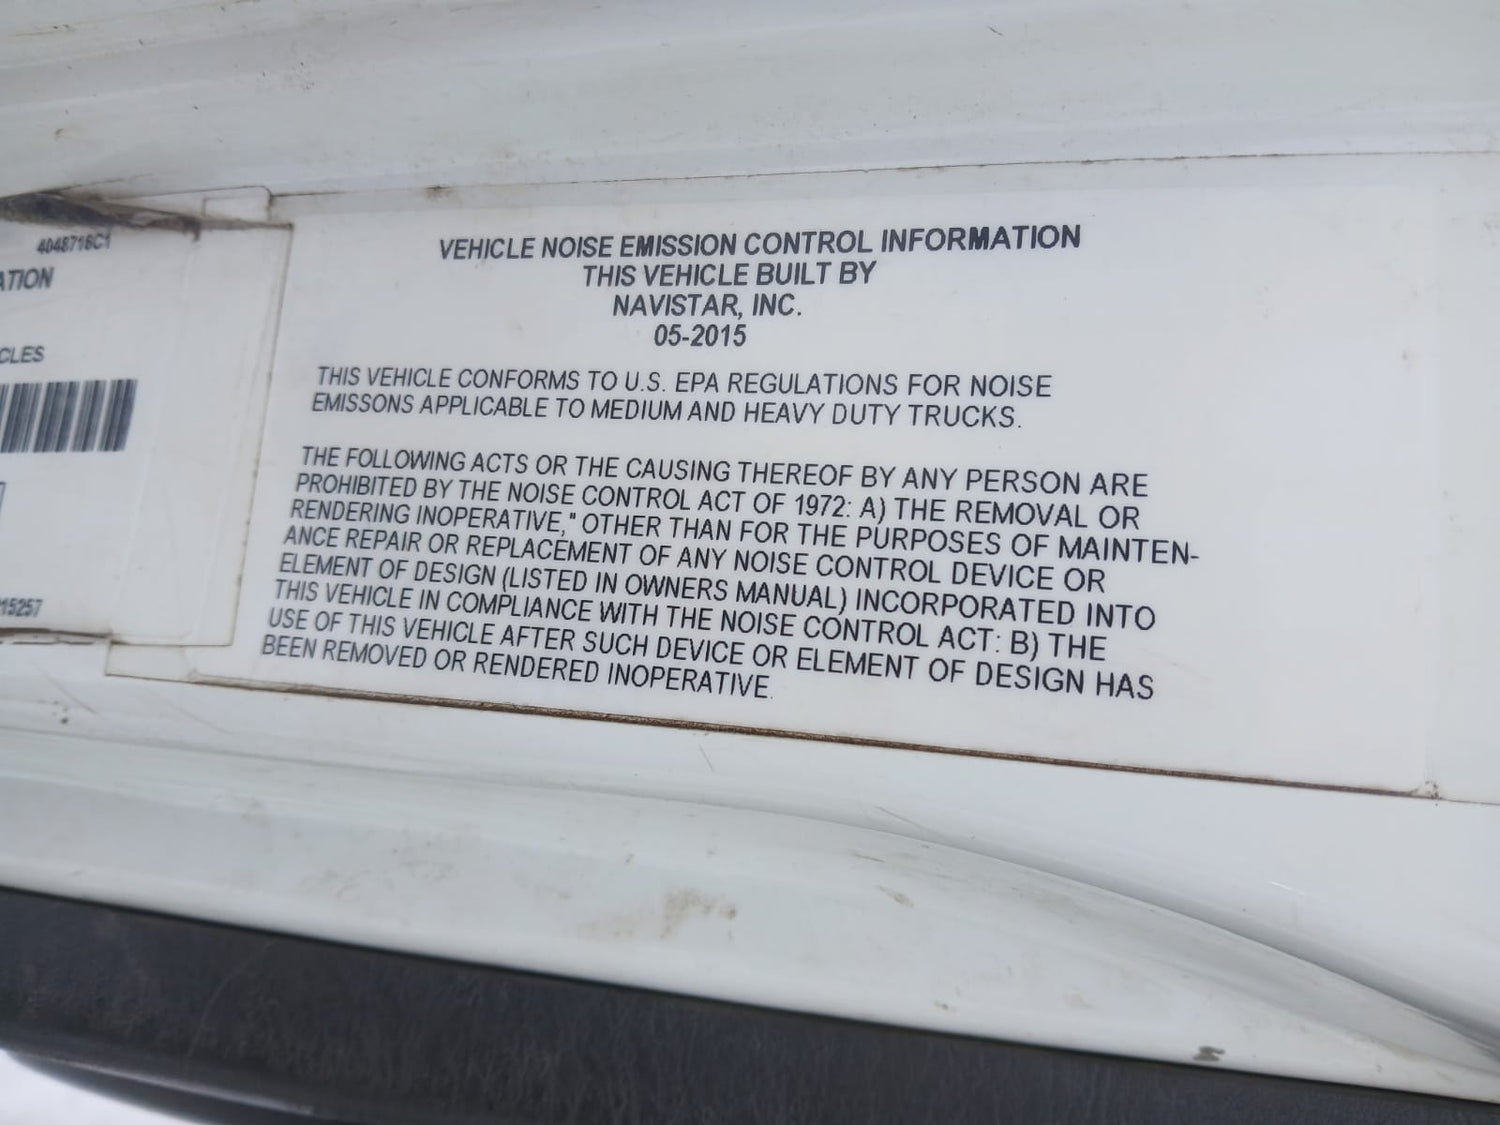 4048716C1
ATION
CLES
15257
VEHICLE NOISE EMISSION CONTROL INFORMATION
THIS VEHICLE BUILT BY
NAVISTAR, INC.
05-2015
THIS VEHICLE CONFORMS TO U.S. EPA REGULATIONS FOR NOISE
EMISSONS APPLICABLE TO MEDIUM AND HEAVY DUTY TRUCKS.
THE FOLLOWING ACTS OR THE CAUSING THEREOF BY ANY PERSON ARE
PROHIBITED BY THE NOISE CONTROL ACT OF 1972: A) THE REMOVAL OR
RENDERING INOPERATIVE," OTHER THAN FOR THE PURPOSES OF MAINTEN-
ANCE REPAIR OR REPLACEMENT OF ANY NOISE CONTROL DEVICE OR
ELEMENT OF DESIGN (LISTED IN OWNERS MANUAL) INCORPORATED INTO
THIS VEHICLE IN COMPLIANCE WITH THE NOISE CONTROL ACT: B) THE
USE OF THIS VEHICLE AFTER SUCH DEVICE OR ELEMENT OF DESIGN HAS
BEEN REMOVED OR RENDERED INOPERATIVE.